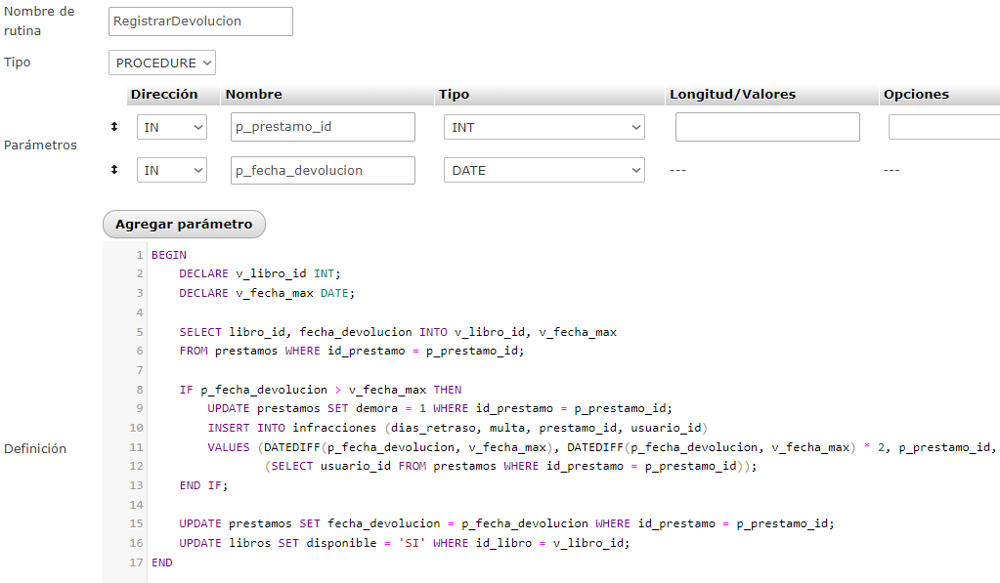 Nombre de
rutina
RegistrarDevolucion
Tipo
PROCEDURE
Dirección Nombre Tipo Longitud/Valores Opciones
Parámetros
IN p_prestamo_id INT
IN p_fecha_devolucion DATE --- ---
Agregar parámetro
Definición
1 BEGIN
2     DECLARE v_libro_id INT;
3     DECLARE v_fecha_max DATE;
4
5     SELECT libro_id, fecha_devolucion INTO v_libro_id, v_fecha_max
6     FROM prestamos WHERE id_prestamo = p_prestamo_id;
7
8     IF p_fecha_devolucion > v_fecha_max THEN
9         UPDATE prestamos SET demora = 1 WHERE id_prestamo = p_prestamo_id;
10         INSERT INTO infracciones (dias_retraso, multa, prestamo_id, usuario_id)
11         VALUES (DATEDIFF(p_fecha_devolucion, v_fecha_max), DATEDIFF(p_fecha_devolucion, v_fecha_max) * 2, p_prestamo_id,
12                 (SELECT usuario_id FROM prestamos WHERE id_prestamo = p_prestamo_id));
13     END IF;
14
15     UPDATE prestamos SET fecha_devolucion = p_fecha_devolucion WHERE id_prestamo = p_prestamo_id;
16     UPDATE libros SET disponible = 'SI' WHERE id_libro = v_libro_id;
17 END